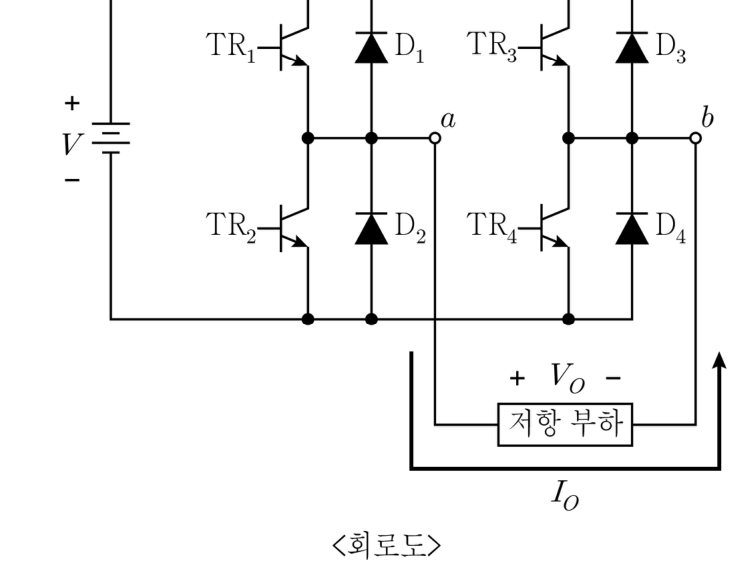 TR₁ D₁ TR₃ D₃
a b
+
V
−
TR₂ D₂ TR₄ D₄
+ V_O −
저항 부하
I_O
<회로도>